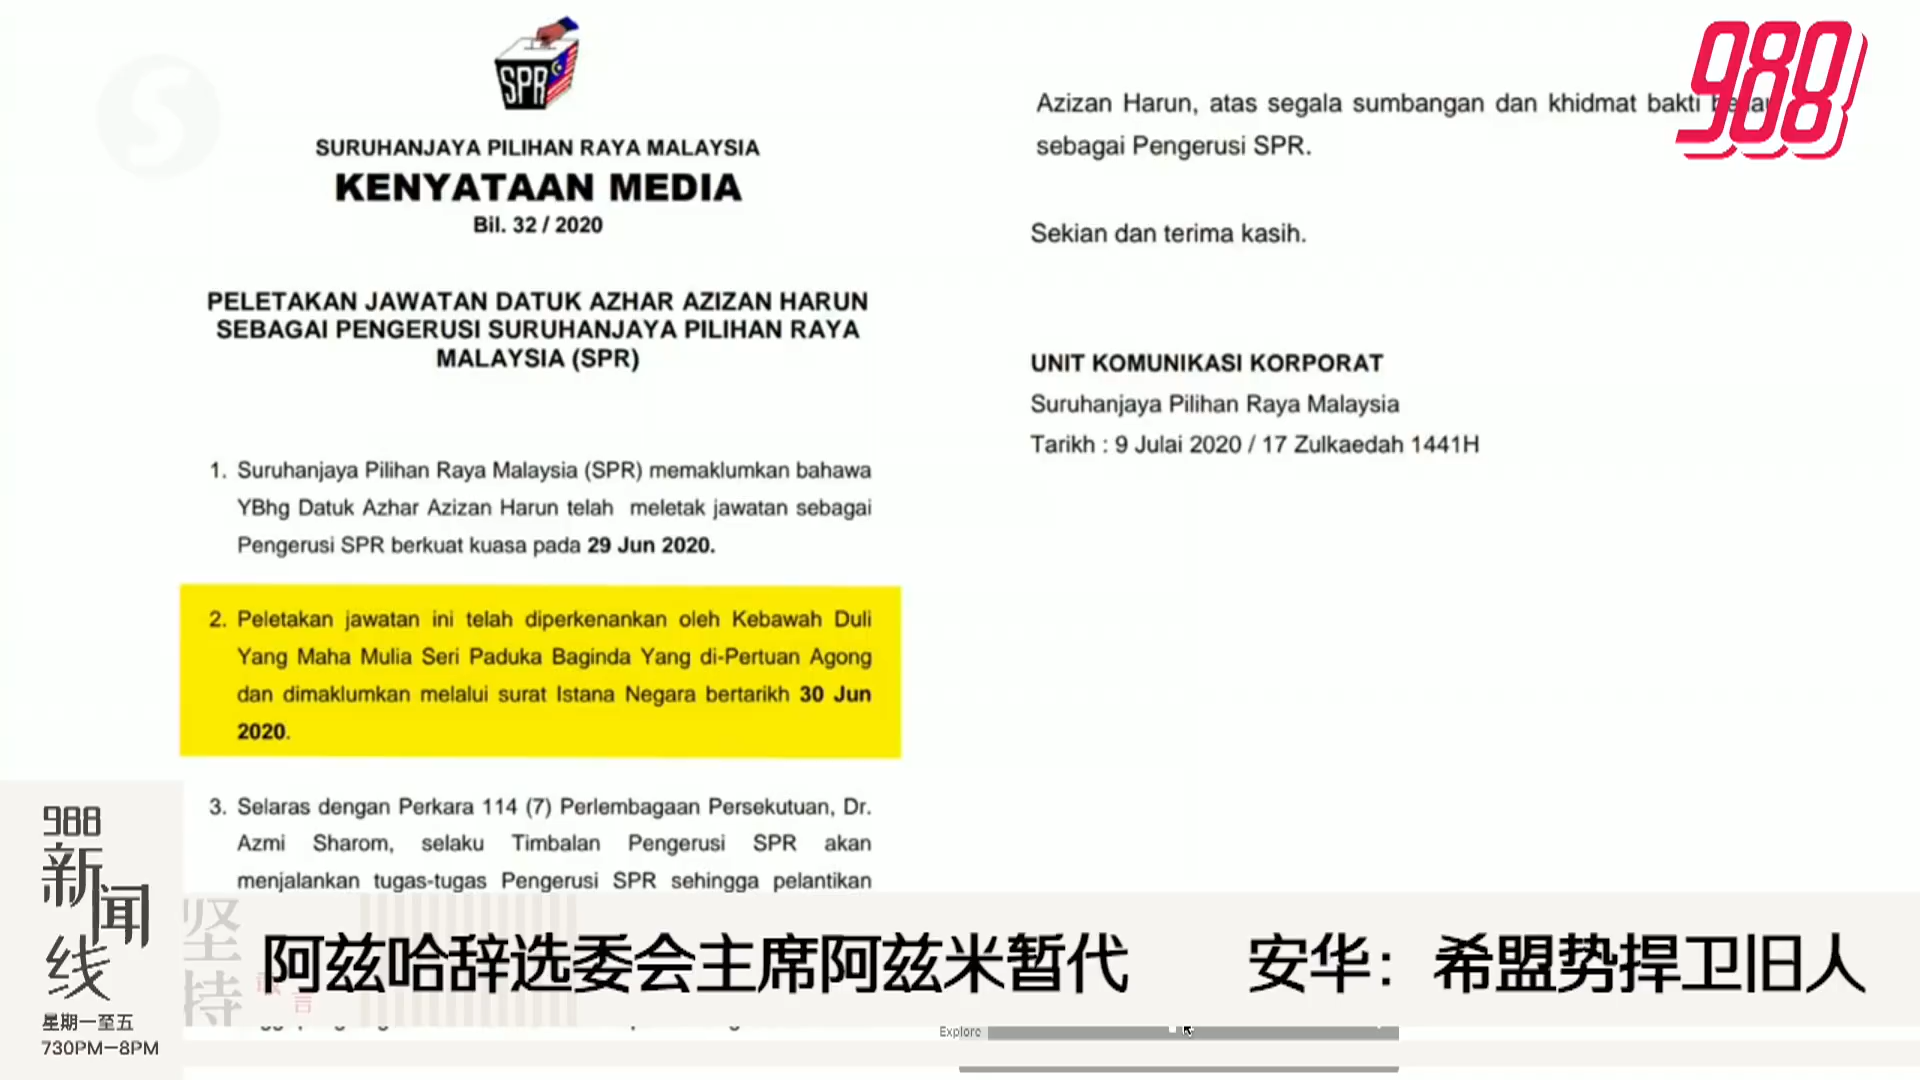 SPR
SURUHANJAYA PILIHAN RAYA MALAYSIA
KENYATAAN MEDIA
Bil. 32 / 2020
PELETAKAN JAWATAN DATUK AZHAR AZIZAN HARUN
SEBAGAI PENGERUSI SURUHANJAYA PILIHAN RAYA
MALAYSIA (SPR)
1. Suruhanjaya Pilihan Raya Malaysia (SPR) memaklumkan bahawa
YBhg Datuk Azhar Azizan Harun telah meletak jawatan sebagai
Pengerusi SPR berkuat kuasa pada 29 Jun 2020.
2. Peletakan jawatan ini telah diperkenankan oleh Kebawah Duli
Yang Maha Mulia Seri Paduka Baginda Yang di-Pertuan Agong
dan dimaklumkan melalui surat Istana Negara bertarikh 30 Jun
2020.
3. Selaras dengan Perkara 114 (7) Perlembagaan Persekutuan, Dr.
Azmi Sharom, selaku Timbalan Pengerusi SPR akan
menjalankan tugas-tugas Pengerusi SPR sehingga pelantikan
Azizan Harun, atas segala sumbangan dan khidmat bakti
sebagai Pengerusi SPR.
Sekian dan terima kasih.
UNIT KOMUNIKASI KORPORAT
Suruhanjaya Pilihan Raya Malaysia
Tarikh : 9 Julai 2020 / 17 Zulkaedah 1441H
988
988
新闻线
星期一至五
730PM–8PM
坚持
言
阿兹哈辞选委会主席阿兹米暂代 安华：希盟势捍卫旧人
Explore